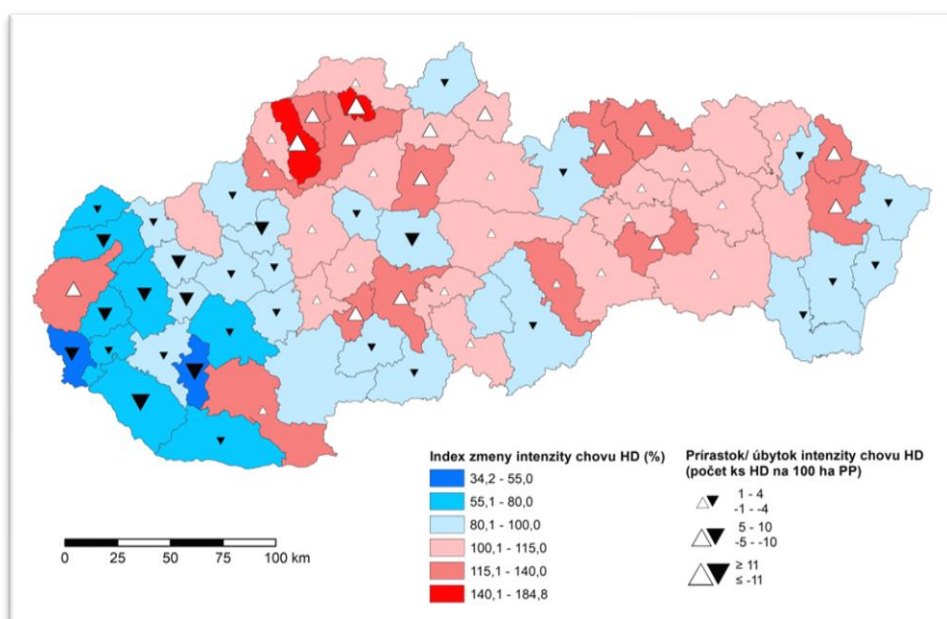 Index zmeny intenzity chovu HD (%)
34,2 - 55,0
55,1 - 80,0
80,1 - 100,0
100,1 - 115,0
115,1 - 140,0
140,1 - 184,8
Prírastok/ úbytok intenzity chovu HD
(počet ks HD na 100 ha PP)
1 - 4
-1 - -4
5 - 10
-5 - -10
≥ 11
≤ -11
0 25 50 75 100 km